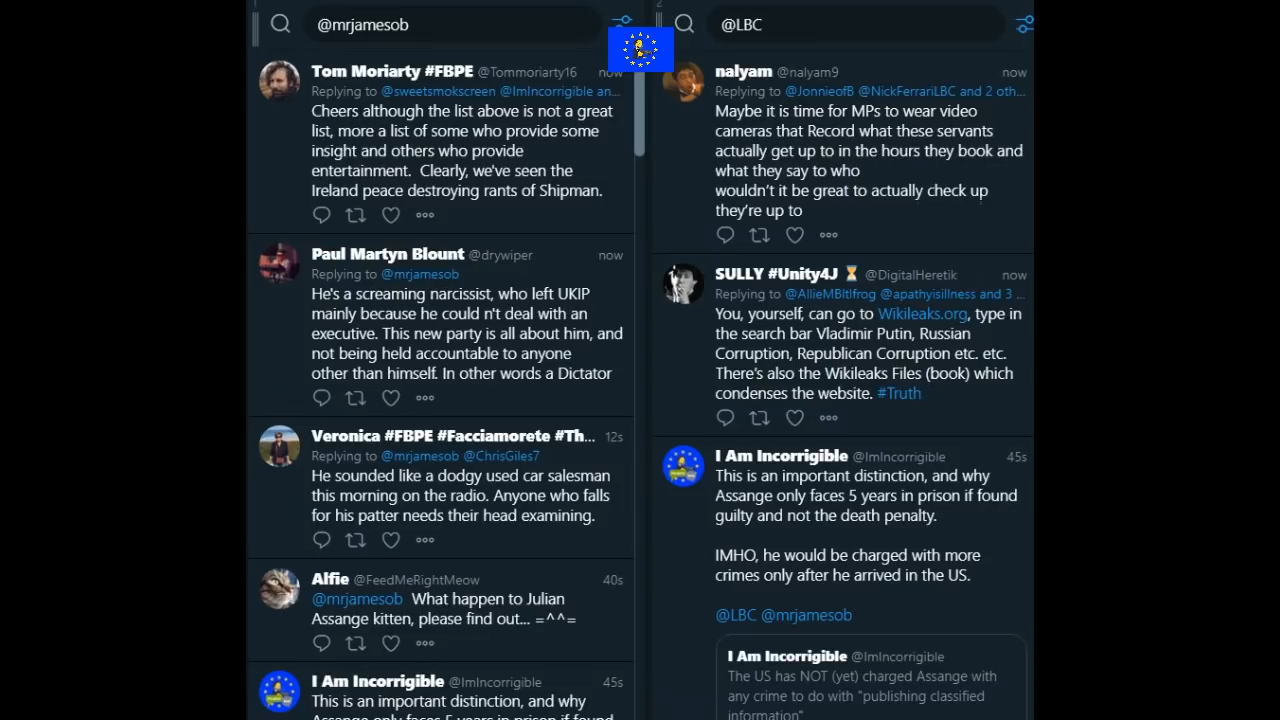 1
@mrjamesob
Tom Moriarty #FBPE @Tommoriarty16 now
Replying to @sweetsmokscreen @ImIncorrigible an...
Cheers although the list above is not a great
list, more a list of some who provide some
insight and others who provide
entertainment. Clearly, we've seen the
Ireland peace destroying rants of Shipman.
Paul Martyn Blount @drywiper now
Replying to @mrjamesob
He's a screaming narcissist, who left UKIP
mainly because he could n't deal with an
executive. This new party is all about him, and
not being held accountable to anyone
other than himself. In other words a Dictator
Veronica #FBPE #Facciamorete #Th... 12s
Replying to @mrjamesob @ChrisGiles7
He sounded like a dodgy used car salesman
this morning on the radio. Anyone who falls
for his patter needs their head examining.
Alfie @FeedMeRightMeow 40s
@mrjamesob What happen to Julian
Assange kitten, please find out... =^^=
I Am Incorrigible @ImIncorrigible 45s
This is an important distinction, and why
Assange only faces 5 years in prison if found
2
@LBC
nalyam @nalyam9 now
Replying to @JonnieofB @NickFerrariLBC and 2 oth...
Maybe it is time for MPs to wear video
cameras that Record what these servants
actually get up to in the hours they book and
what they say to who
wouldn’t it be great to actually check up
they’re up to
SULLY #Unity4J ⏳ @DigitalHeretik now
Replying to @AllieMBltlfrog @apathyisillness and 3 ...
You, yourself, can go to Wikileaks.org, type in
the search bar Vladimir Putin, Russian
Corruption, Republican Corruption etc. etc.
There's also the Wikileaks Files (book) which
condenses the website. #Truth
I Am Incorrigible @ImIncorrigible 45s
This is an important distinction, and why
Assange only faces 5 years in prison if found
guilty and not the death penalty.
IMHO, he would be charged with more
crimes only after he arrived in the US.
@LBC @mrjamesob
I Am Incorrigible @ImIncorrigible
The US has NOT (yet) charged Assange with
any crime to do with "publishing classified
information"